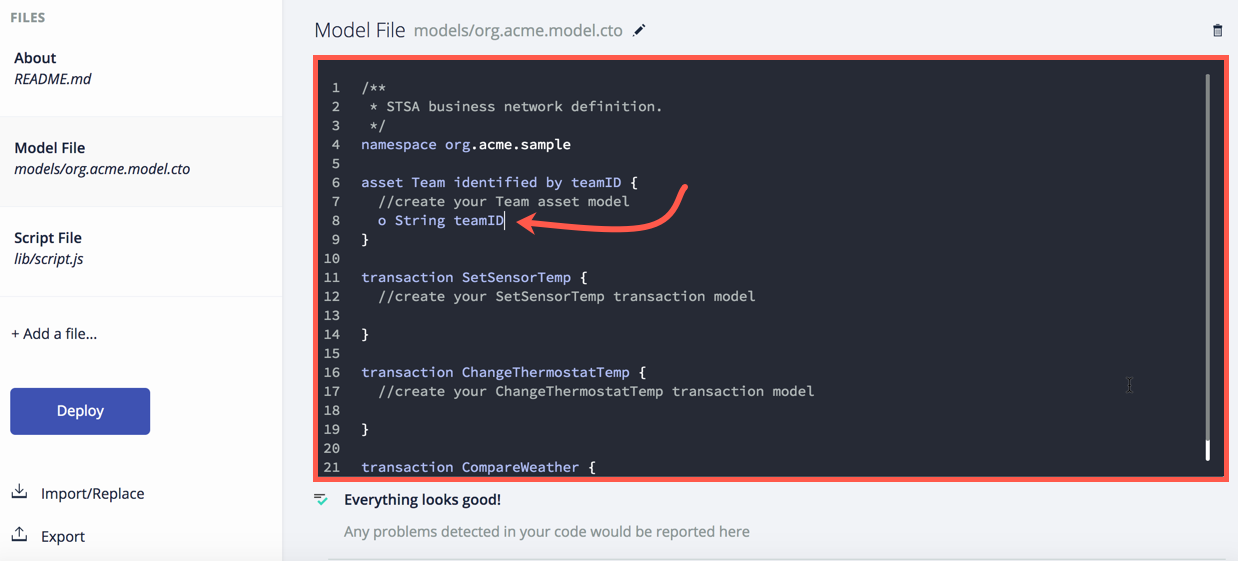 FILES
About
README.md
Model File
models/org.acme.model.cto
Script File
lib/script.js
+ Add a file...
Deploy
Import/Replace
Export
Model File models/org.acme.model.cto
1 /**
2  * STSA business network definition.
3  */
4 namespace org.acme.sample
5
6 asset Team identified by teamID {
7   //create your Team asset model
8   o String teamID
9 }
10
11 transaction SetSensorTemp {
12   //create your SetSensorTemp transaction model
13
14 }
15
16 transaction ChangeThermostatTemp {
17   //create your ChangeThermostatTemp transaction model
18
19 }
20
21 transaction CompareWeather {
Everything looks good!
Any problems detected in your code would be reported here